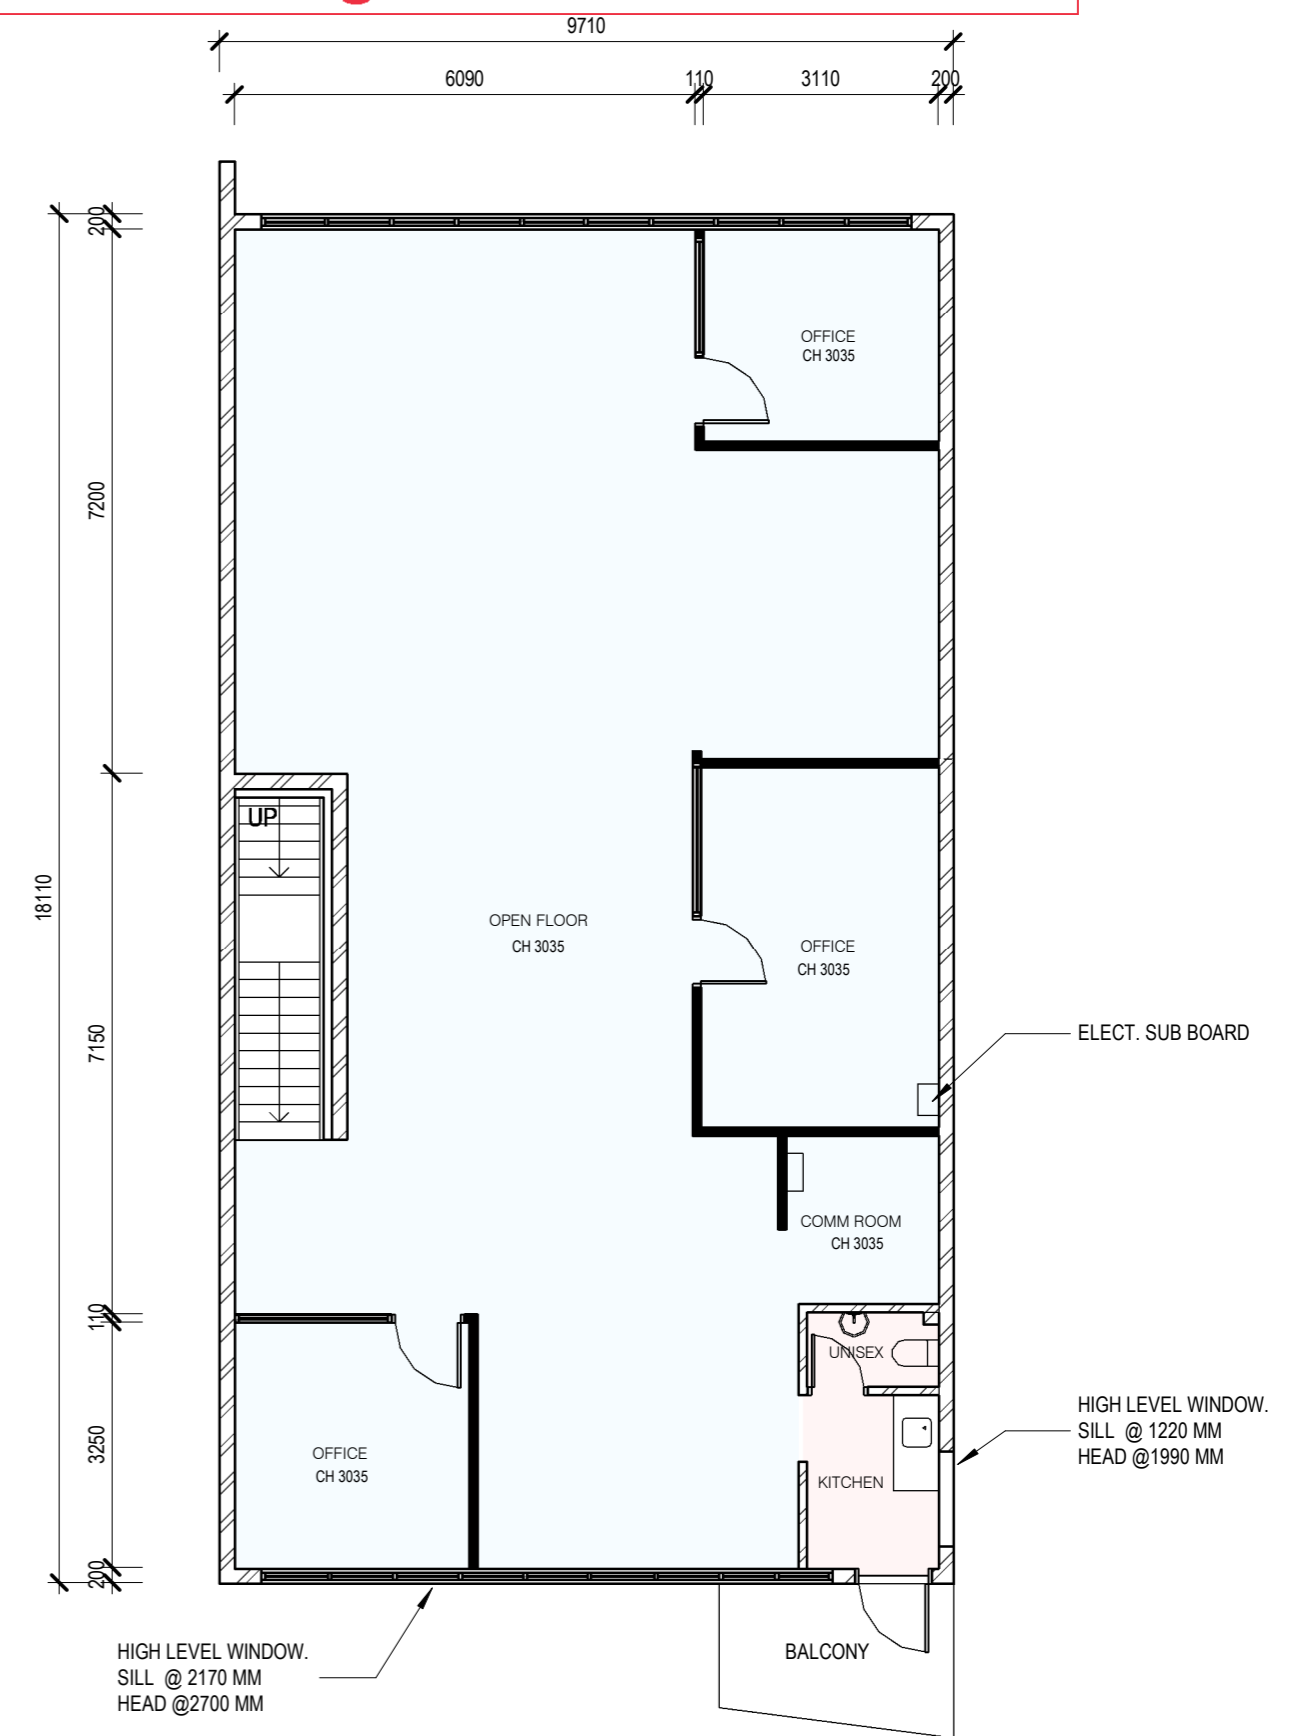 9710
6090
110
3110
200
200
7200
18110
7150
110
3250
200
OFFICE
CH 3035
UP
OPEN FLOOR
CH 3035
OFFICE
CH 3035
ELECT. SUB BOARD
COMM ROOM
CH 3035
UNISEX
HIGH LEVEL WINDOW.
SILL @ 1220 MM
HEAD @1990 MM
OFFICE
CH 3035
KITCHEN
HIGH LEVEL WINDOW.
SILL @ 2170 MM
HEAD @2700 MM
BALCONY